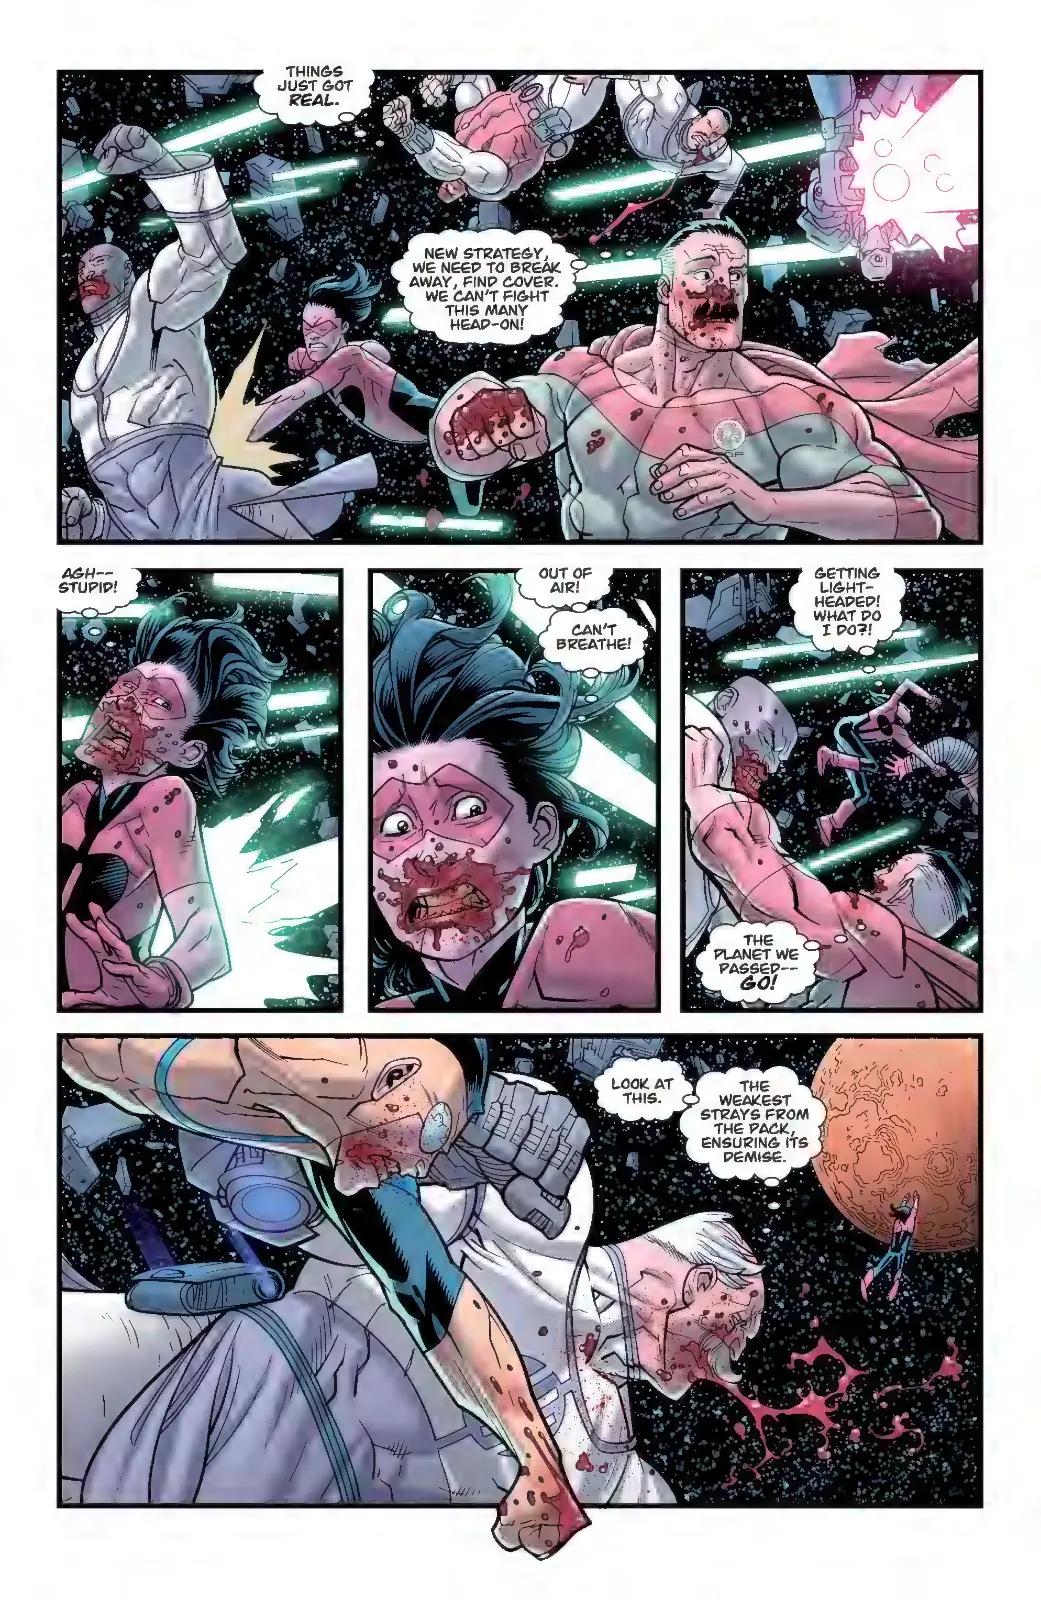 THINGS
JUST GOT
REAL.
NEW STRATEGY,
WE NEED TO BREAK
AWAY, FIND COVER.
WE CAN'T FIGHT
THIS MANY
HEAD-ON!
AGH--
STUPID!
OUT OF
AIR!
CAN'T
BREATHE!
GETTING
LIGHT-
HEADED!
WHAT DO
I DO?!
THE
PLANET WE
PASSED--
GO!
LOOK AT
THIS.
THE
WEAKEST
STRAYS FROM
THE PACK,
ENSURING ITS
DEMISE.